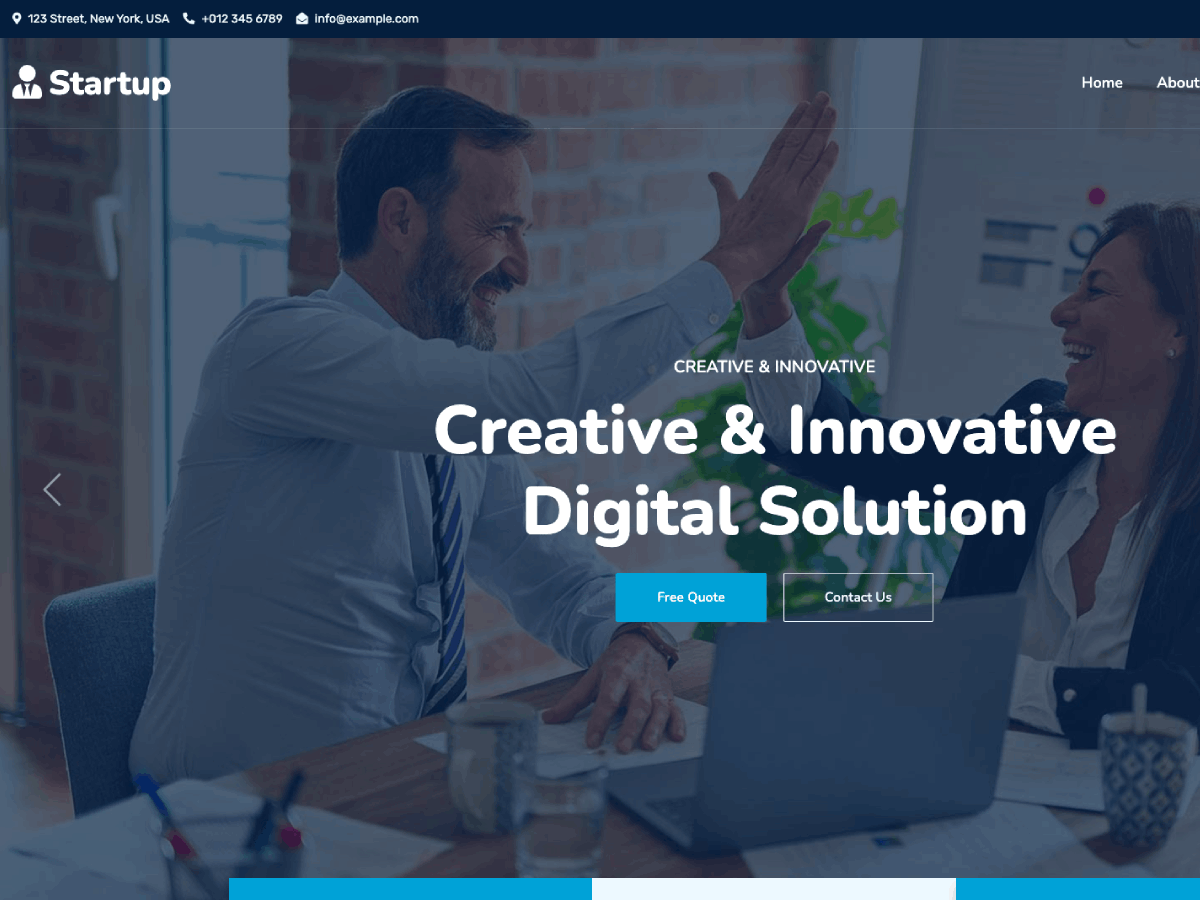 123 Street, New York, USA +012 345 6789 info@example.com
Startup
Home About
CREATIVE & INNOVATIVE
Creative & Innovative
Digital Solution
Free Quote Contact Us